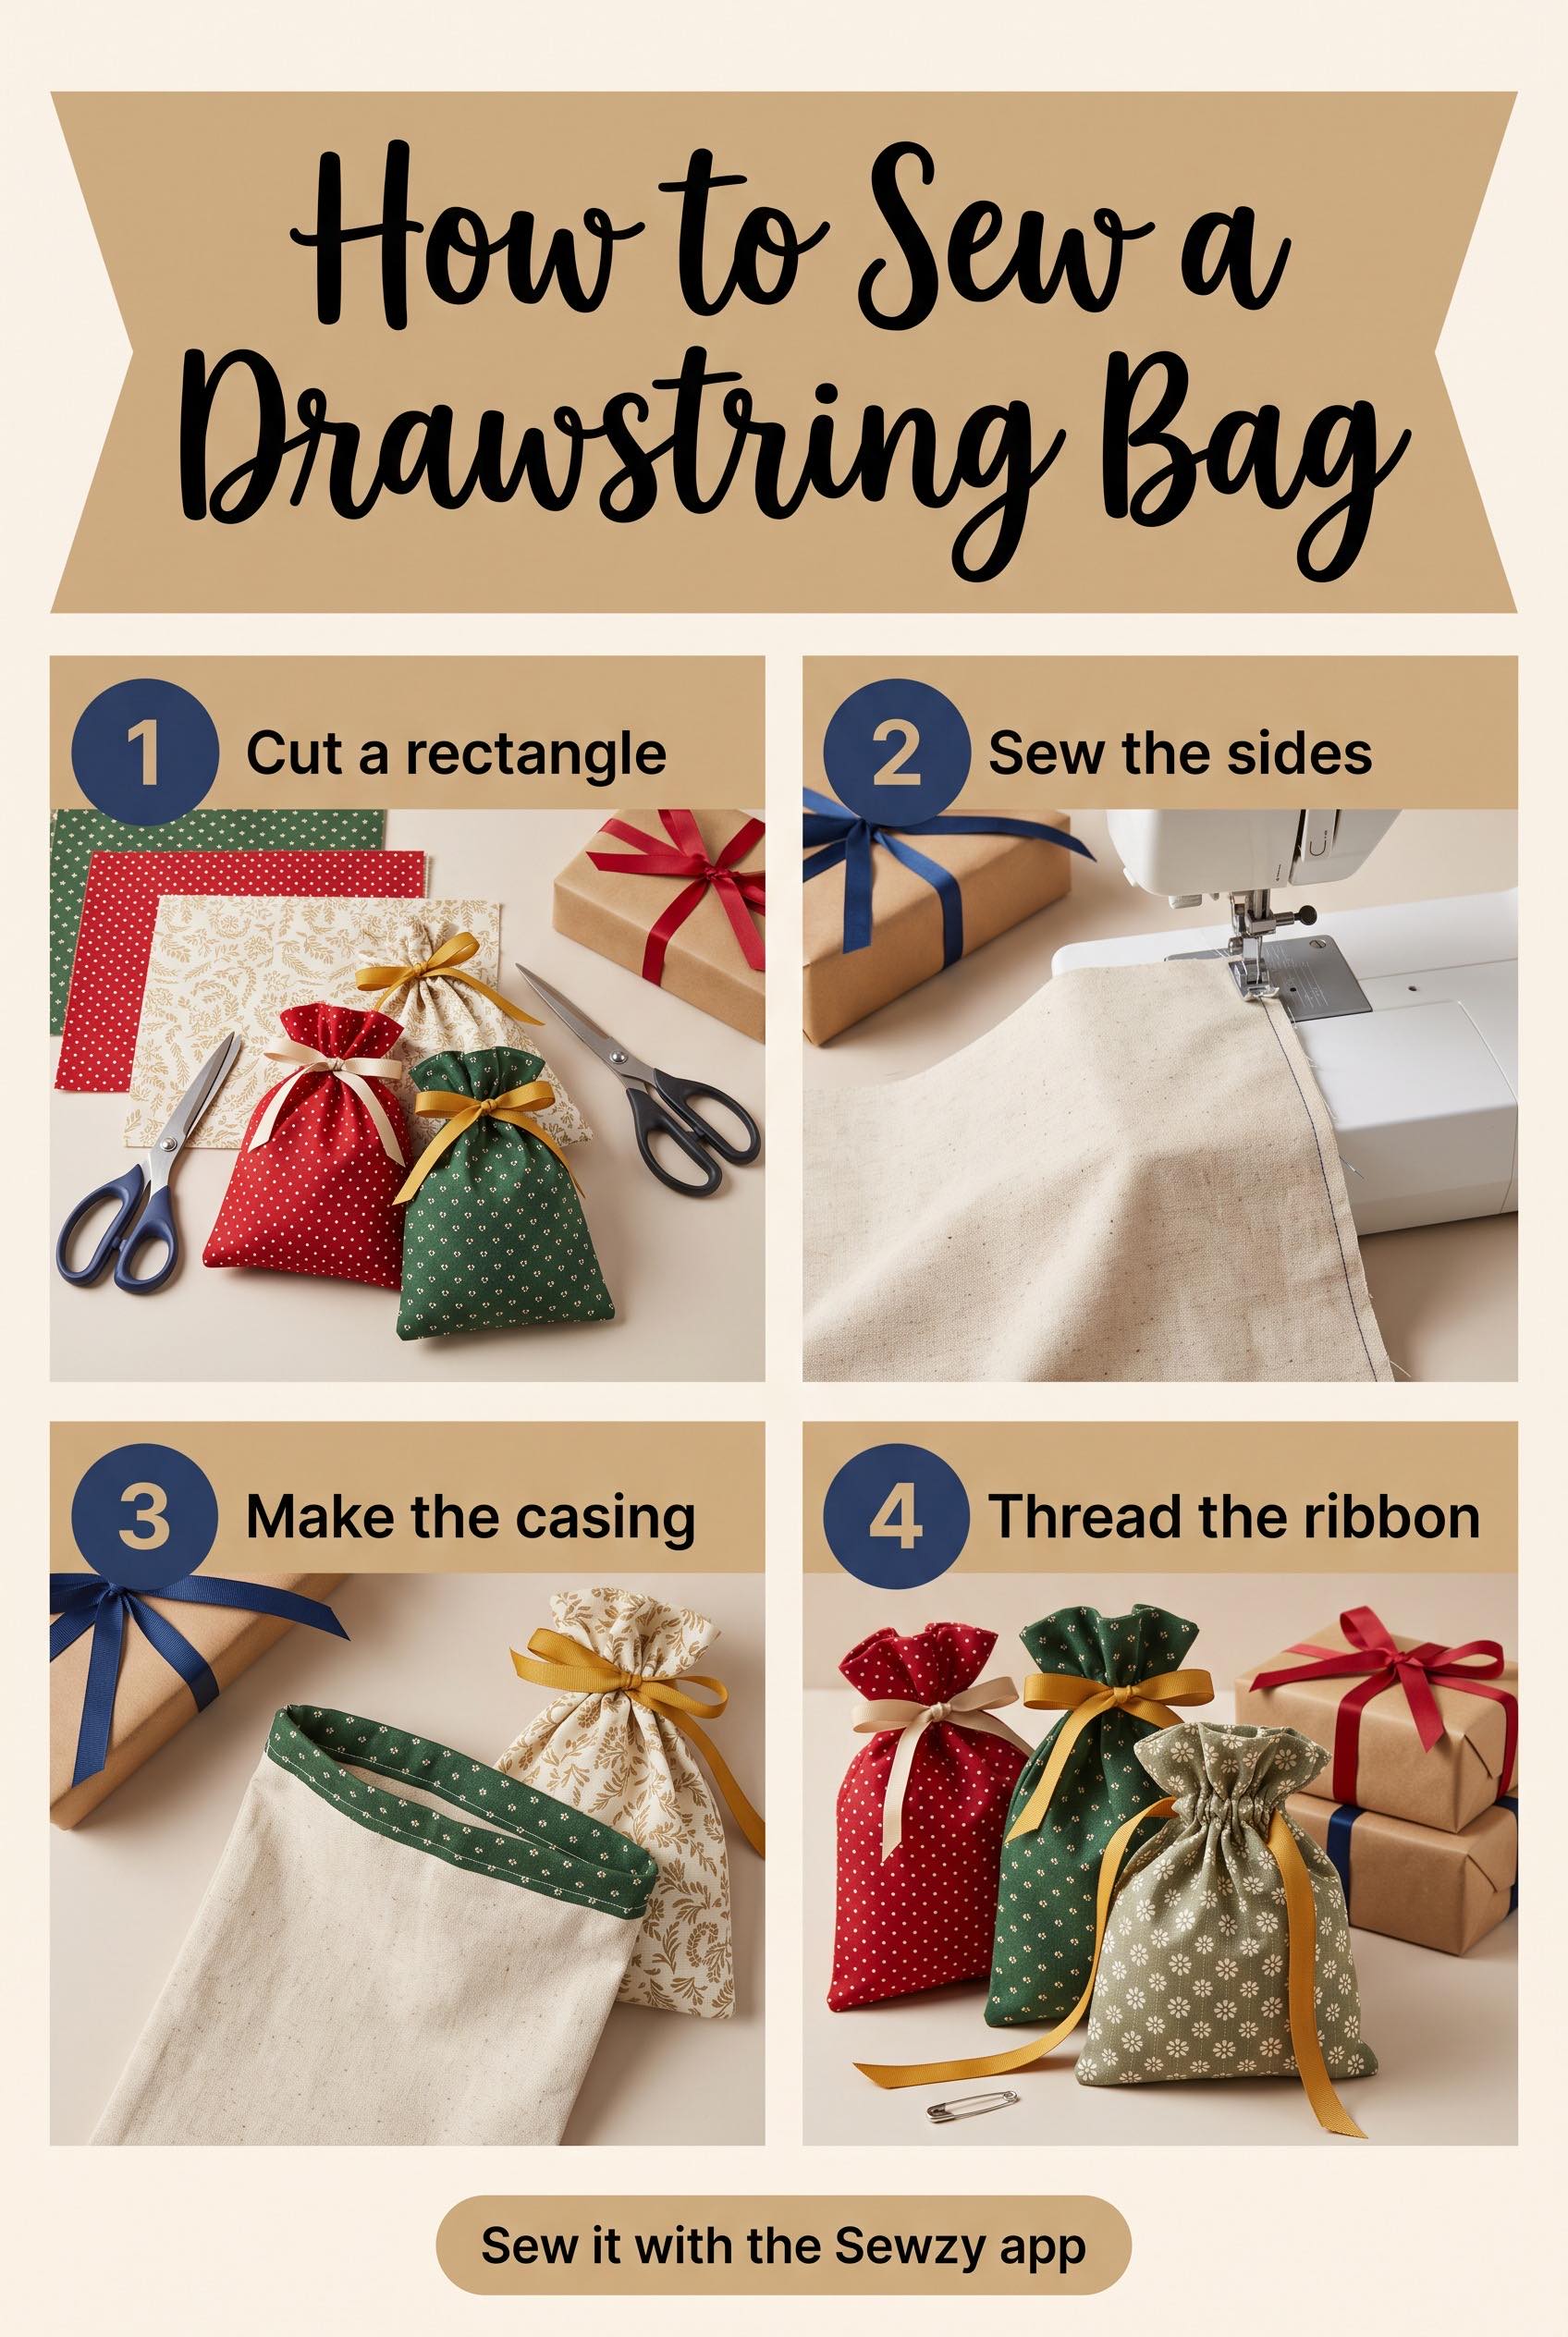 How to Sew a
Drawstring Bag
1 Cut a rectangle
2 Sew the sides
3 Make the casing
4 Thread the ribbon
Sew it with the Sewzy app